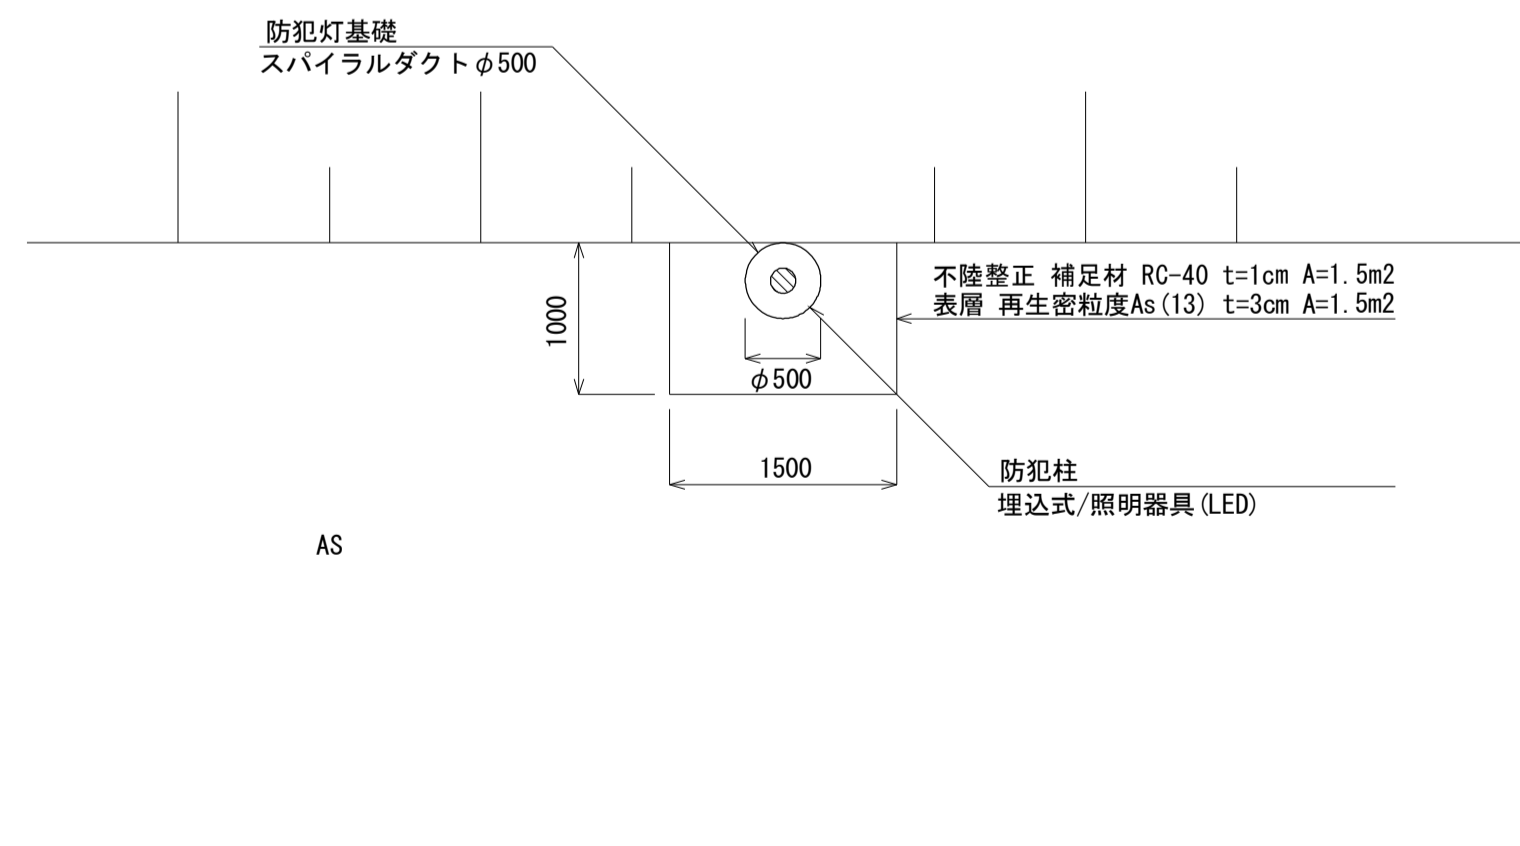 防犯灯基礎
スパイラルダクトφ500
不陸整正 補足材 RC-40 t=1cm A=1.5m2
表層 再生密粒度As(13) t=3cm A=1.5m2
1000
φ500
1500
防犯柱
埋込式/照明器具(LED)
AS